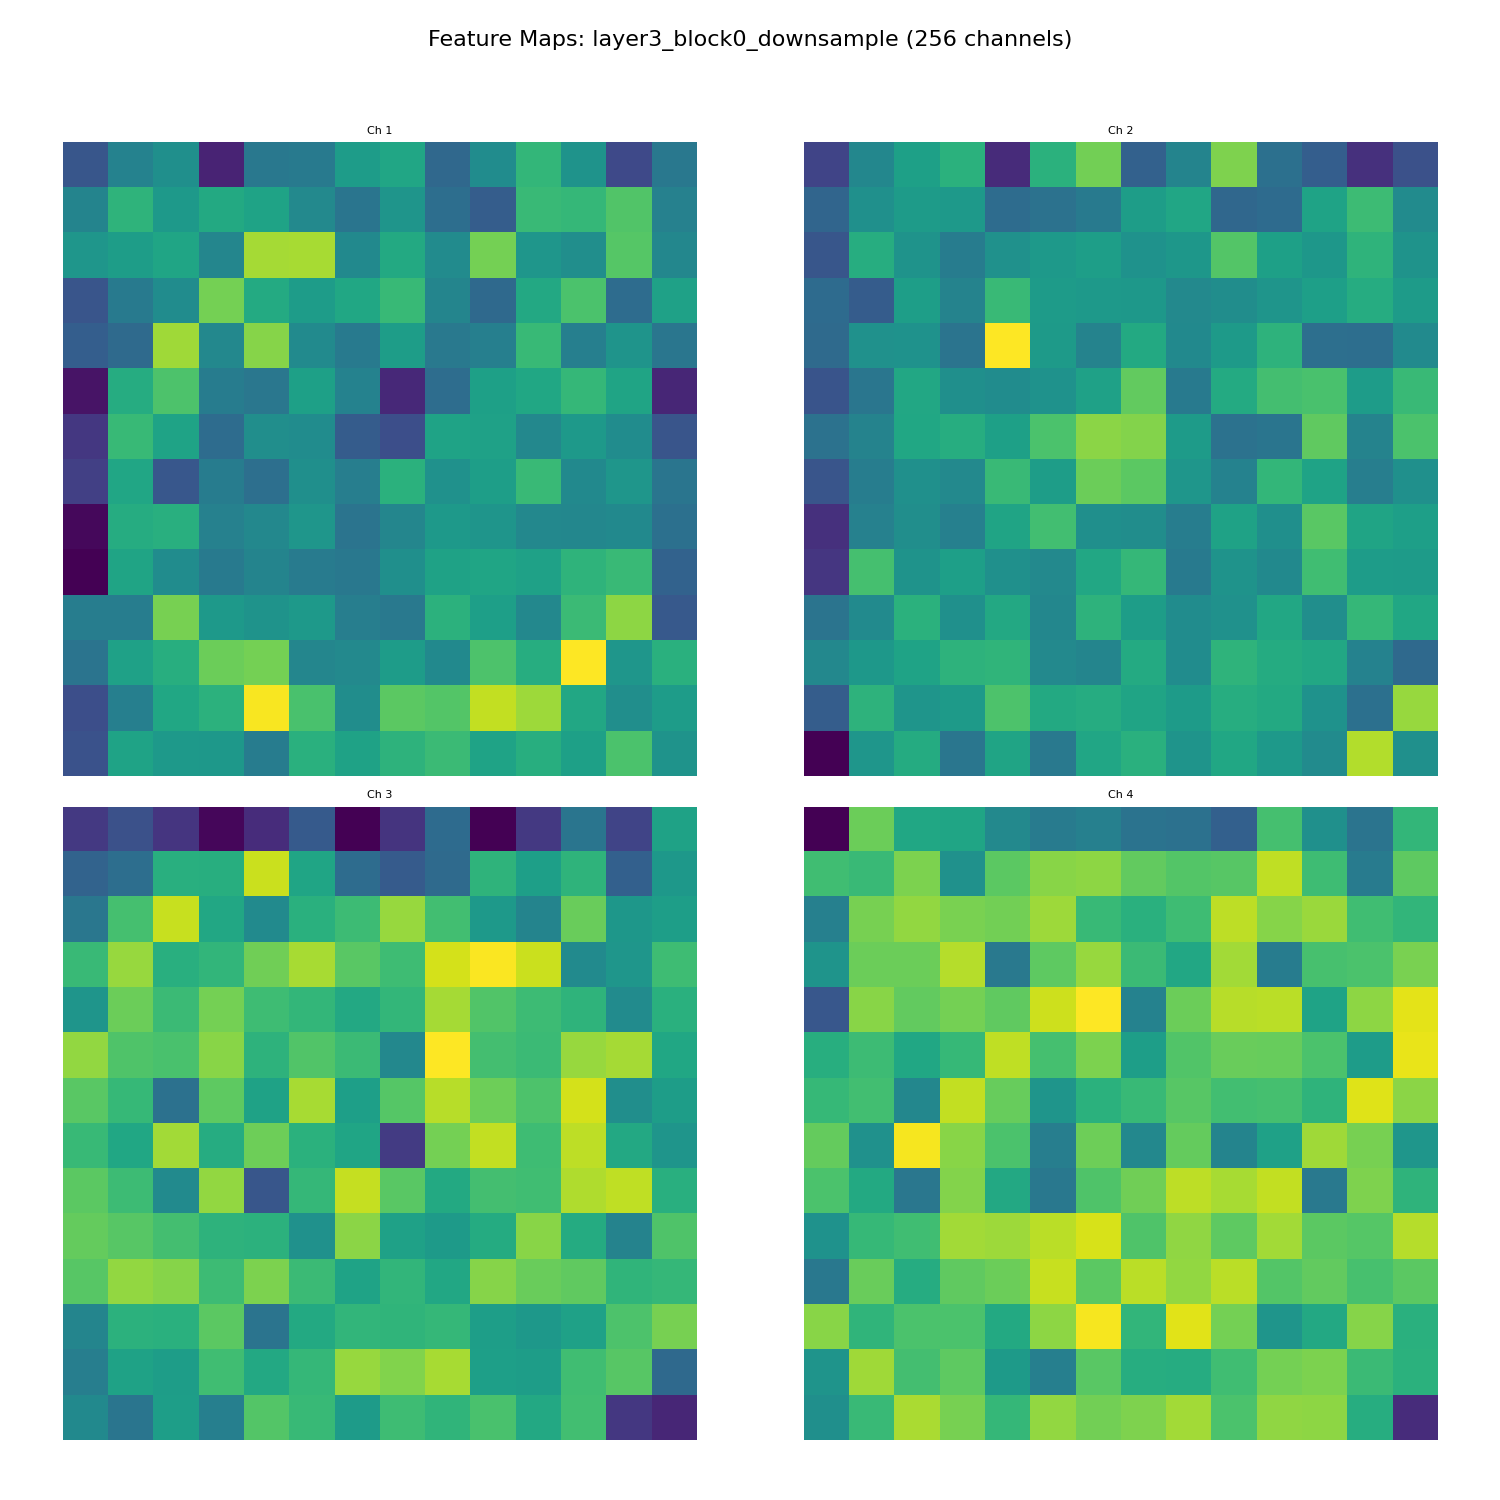 Feature Maps: layer3_block0_downsample (256 channels)
Ch 1
Ch 2
Ch 3
Ch 4